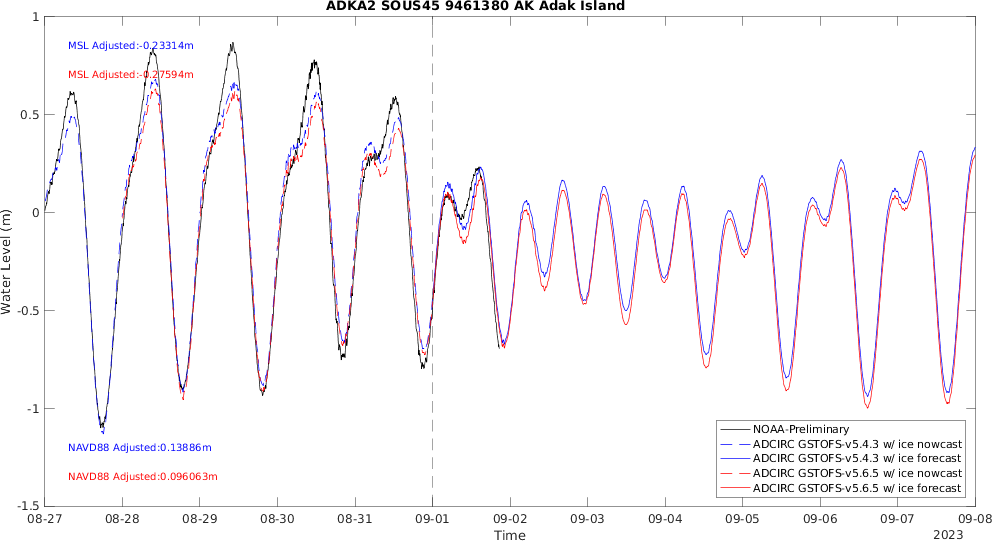 ADKA2 SOUS45 9461380 AK Adak Island
MSL Adjusted:-0.23314m
MSL Adjusted:-0.27594m
NAVD88 Adjusted:0.13886m
NAVD88 Adjusted:0.096063m
Water Level (m)
1
0.5
0
-0.5
-1
-1.5
NOAA-Preliminary
ADCIRC GSTOFS-v5.4.3 w/ ice nowcast
ADCIRC GSTOFS-v5.4.3 w/ ice forecast
ADCIRC GSTOFS-v5.6.5 w/ ice nowcast
ADCIRC GSTOFS-v5.6.5 w/ ice forecast
08-27 08-28 08-29 08-30 08-31 09-01 09-02 09-03 09-04 09-05 09-06 09-07 09-08
Time
2023